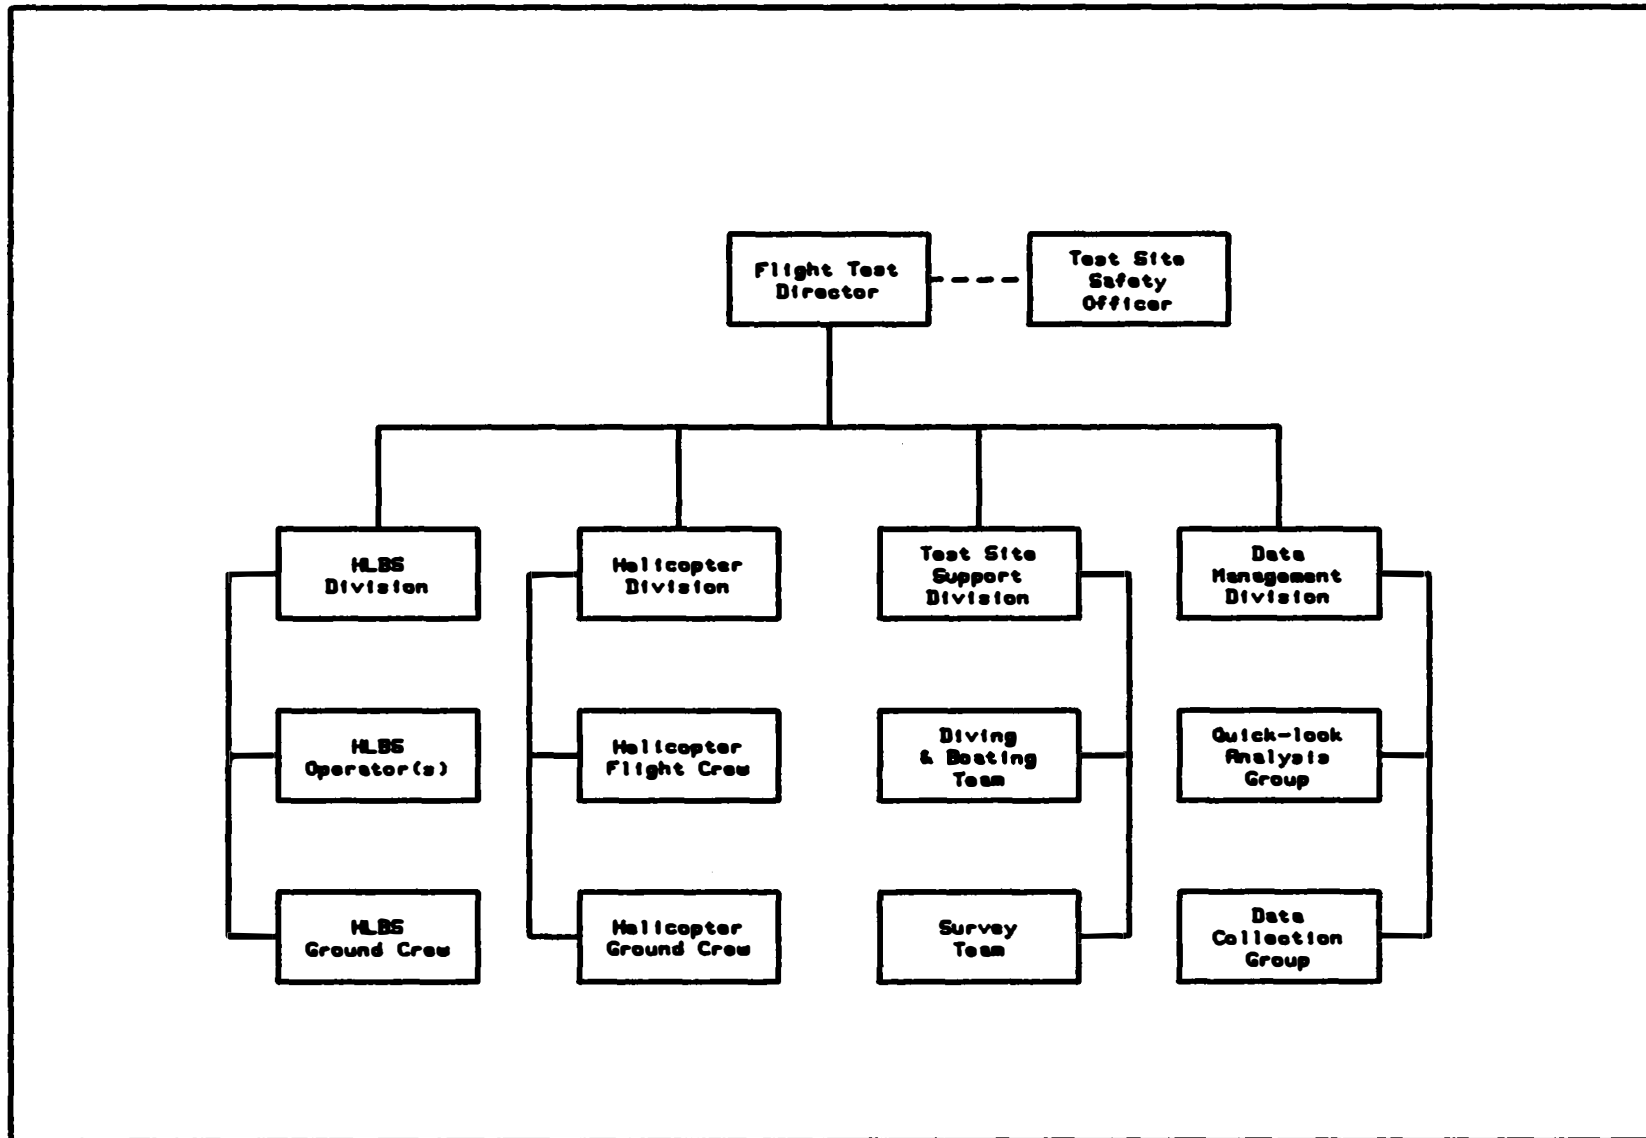 Flight Test
Director
Test Site
Safety
Officer
HLBS
Division
Helicopter
Division
Test Site
Support
Division
Data
Management
Division
HLBS
Operator(s)
Helicopter
Flight Crew
Diving
& Boating
Team
Quick-look
Analysis
Group
HLBS
Ground Crew
Helicopter
Ground Crew
Survey
Team
Data
Collection
Group